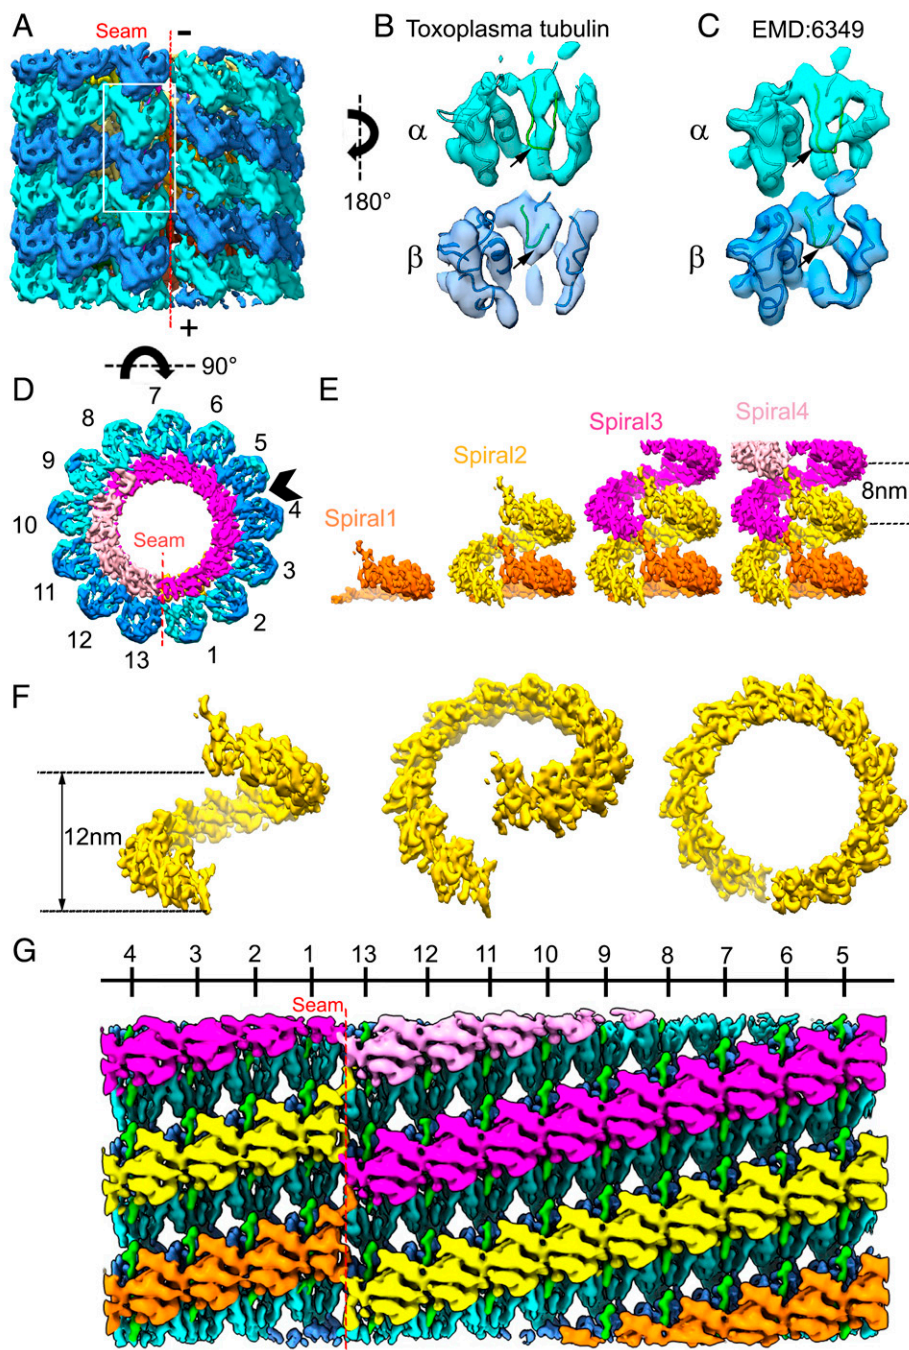 A
Seam
-
+
180°
90°
B
Toxoplasma tubulin
α
β
C
EMD:6349
α
β
D
7
6
5
4
3
2
1
13
12
11
10
9
8
Seam
E
Spiral1
Spiral2
Spiral3
Spiral4
8nm
F
12nm
G
4 3 2 1 13 12 11 10 9 8 7 6 5
Seam